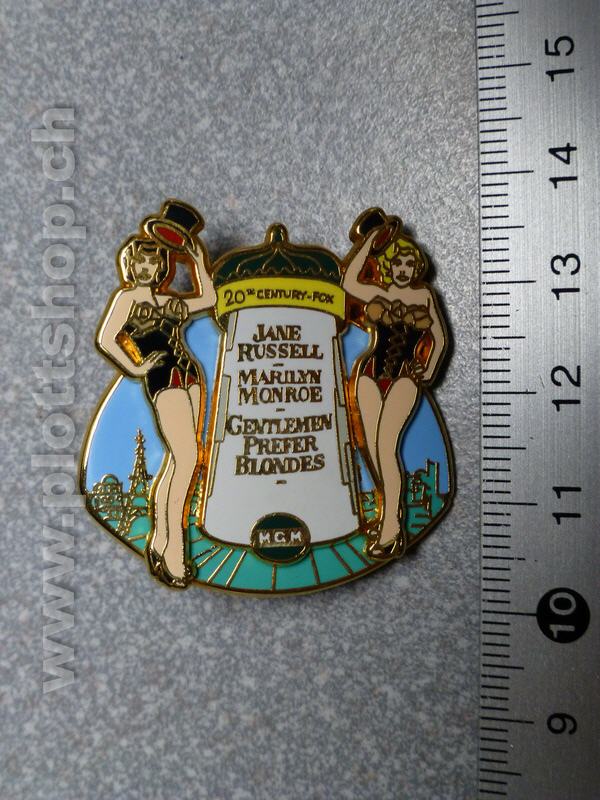 www.plottshop.ch
20TH CENTURY-FOX
JANE
RUSSELL
-
MARILYN
MONROE
-
GENTLEMEN
PREFER
BLONDES
-
M.G.M
15
14
13
12
11
10
9